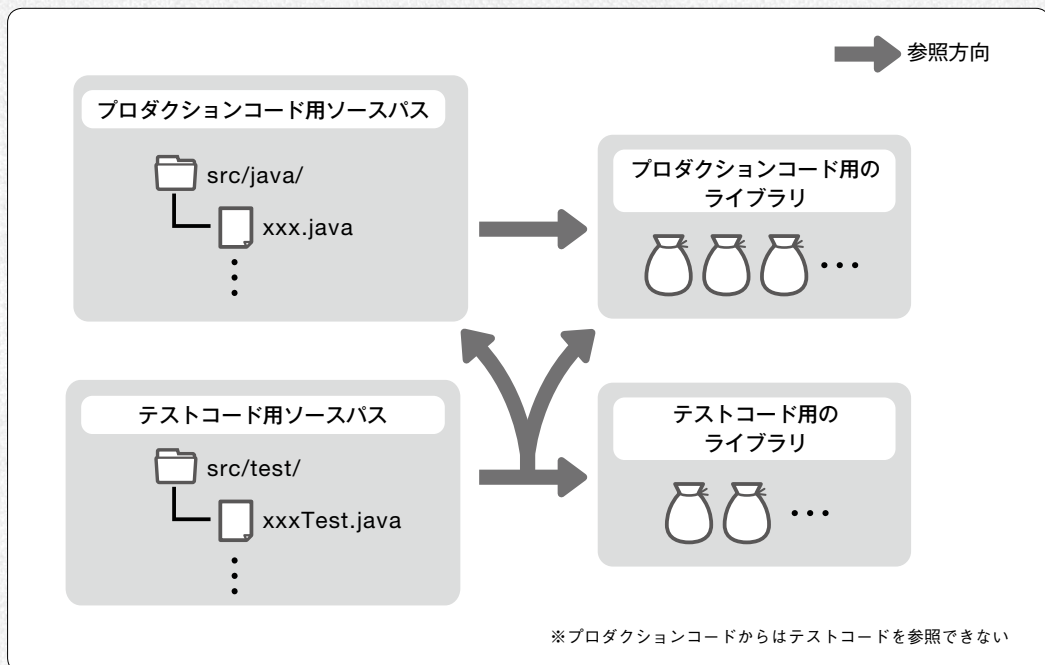 参照方向
プロダクションコード用ソースパス
src/java/
xxx.java
プロダクションコード用の
ライブラリ
テストコード用ソースパス
src/test/
xxxTest.java
テストコード用の
ライブラリ
※プロダクションコードからはテストコードを参照できない